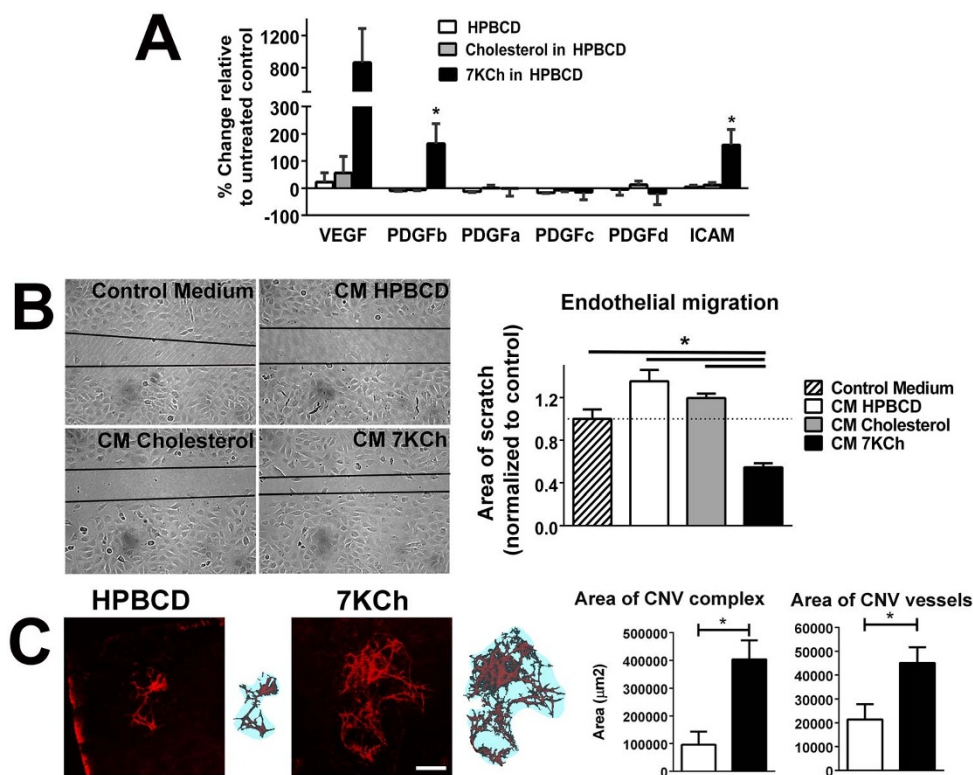 A
% Change relative
to untreated control
1200
800
300
200
100
0
-100
HPBCD
Cholesterol in HPBCD
7KCh in HPBCD
*
*
VEGF PDGFb PDGFa PDGFc PDGFd ICAM
B
Control Medium
CM HPBCD
CM Cholesterol
CM 7KCh
Endothelial migration
*
Area of scratch
(normalized to control)
1.2
0.8
0.4
0.0
Control Medium
CM HPBCD
CM Cholesterol
CM 7KCh
C
HPBCD
7KCh
Area of CNV complex
*
Area (µm2)
500000
400000
300000
200000
100000
0
Area of CNV vessels
*
60000
50000
40000
30000
20000
10000
0